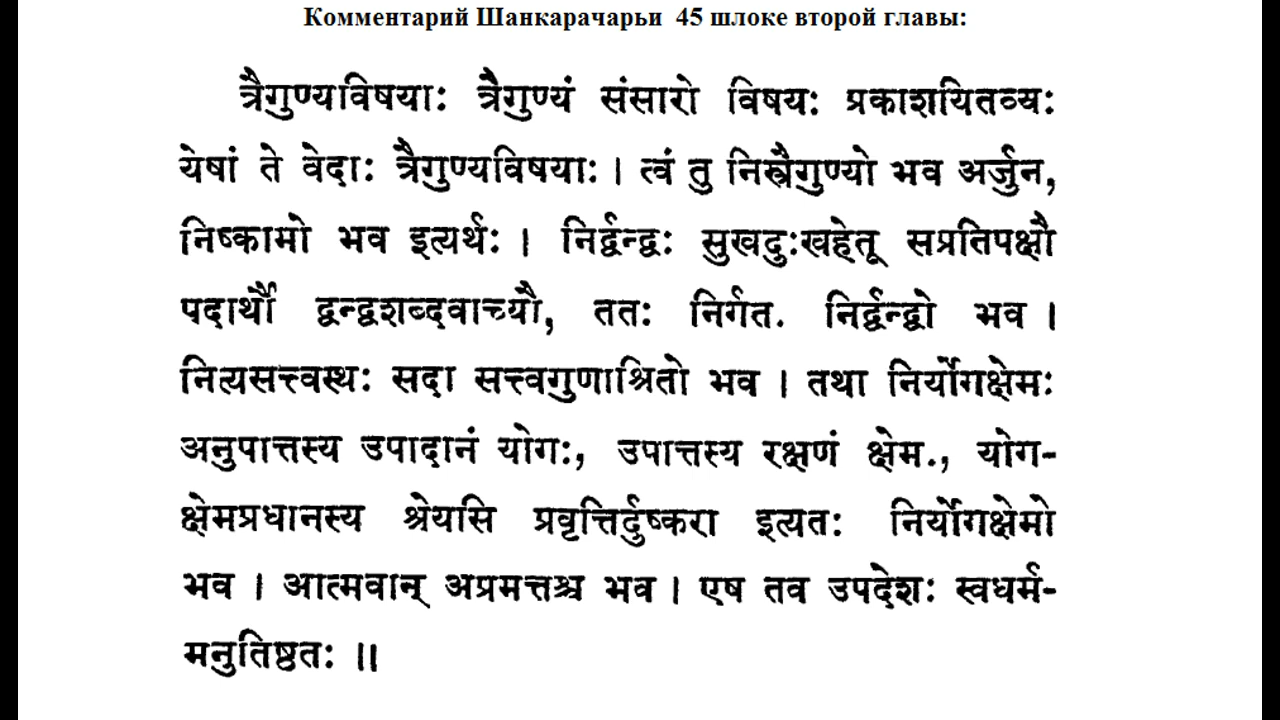 Комментарий Шанкарачарьи 45 шлоке второй главы:
त्रैगुण्यविषयाः त्रैगुण्यं संसारो विषयः प्रकाशयितव्यः
येषां ते वेदाः त्रैगुण्यविषयाः । त्वं तु निस्त्रैगुण्यो भव अर्जुन,
निष्कामो भव इत्यर्थः । निर्द्वन्द्वः सुखदुःखहेतू सप्रतिपक्षौ
पदार्थौ द्वन्द्वशब्दवाच्यौ, ततः निर्गत. निर्द्वन्द्वो भव ।
नित्यसत्त्वस्थः सदा सत्त्वगुणाश्रितो भव । तथा निर्योगक्षेमः
अनुपात्तस्य उपादानं योगः, उपात्तस्य रक्षणं क्षेम., योग-
क्षेमप्रधानस्य श्रेयसि प्रवृत्तिर्दुष्करा इत्यतः निर्योगक्षेमो
भव । आत्मवान् अप्रमत्तश्च भव । एष तव उपदेशः स्वधर्म-
मनुतिष्ठतः ॥